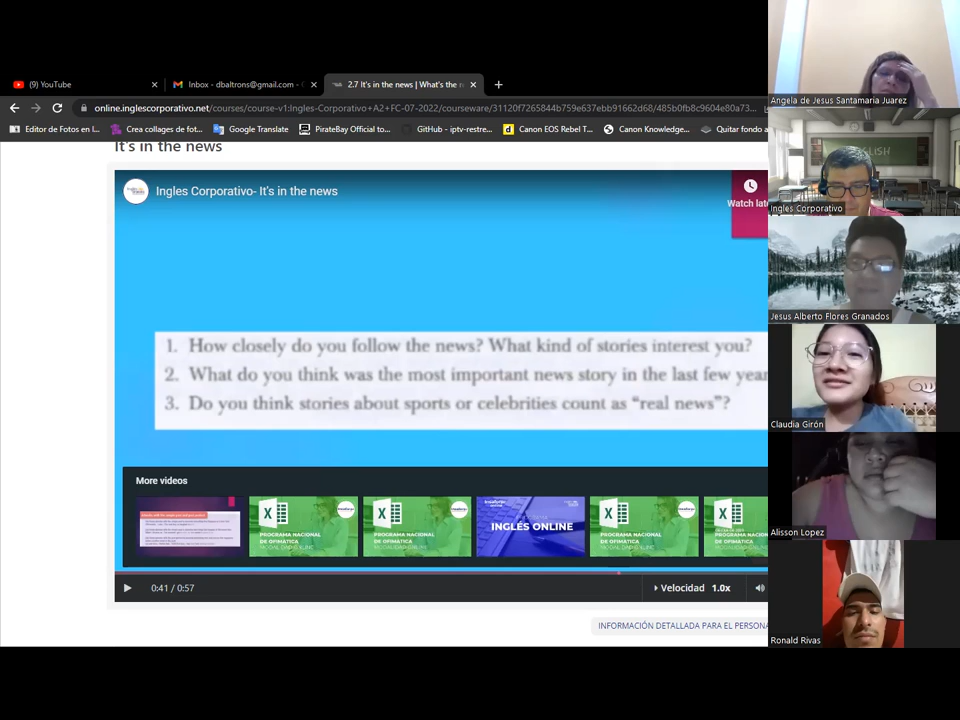 (9) YouTube
Inbox - dbaltrons@gmail.com -
2.7 It's in the news | What's the
online.inglescorporativo.net/courses/course-v1:Ingles-Corporativo+A2+FC-07-2022/courseware/31120f7265844b759e637ebb91662d68/485b0fb8c9604e80a73...
Editor de Fotos en l...
Crea collages de fot...
Google Translate
PirateBay Official to...
GitHub - iptv-restre...
Canon EOS Rebel T...
Canon Knowledge...
Quitar fondo a
It's in the news
Ingles Corporativo- It's in the news
Watch late
1. How closely do you follow the news? What kind of stories interest you?
2. What do you think was the most important news story in the last few year
3. Do you think stories about sports or celebrities count as “real news”?
More videos
PROGRAMA NACIONAL
DE OFIMÁTICA
PROGRAMA NACIONAL
DE OFIMÁTICA
INGLÉS ONLINE
PROGRAMA NACIONAL
DE OFIMÁTICA
PROGRAMA NACION
DE OFIMÁTICA
0:41 / 0:57
Velocidad 1.0x
INFORMACIÓN DETALLADA PARA EL PERSONA
Angela de Jesus Santamaria Juarez
ENGLISH
Ingles Corporativo
Jesus Alberto Flores Granados
Claudia Girón
Alisson Lopez
Ronald Rivas